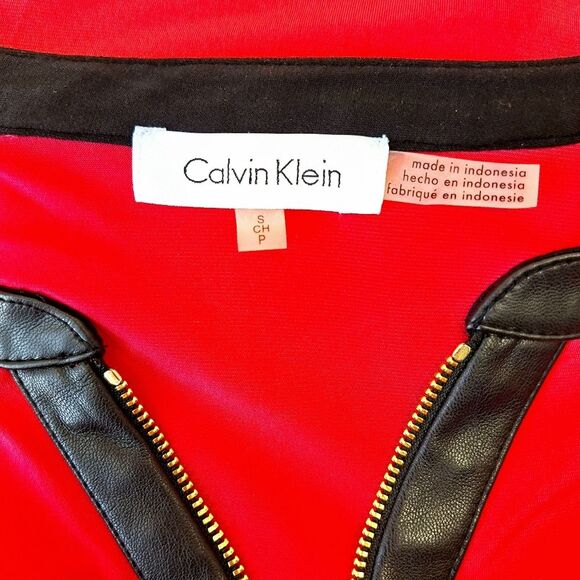 Calvin Klein
made in indonesia
hecho en indonesia
fabriqué en indonesie
S
CH
P